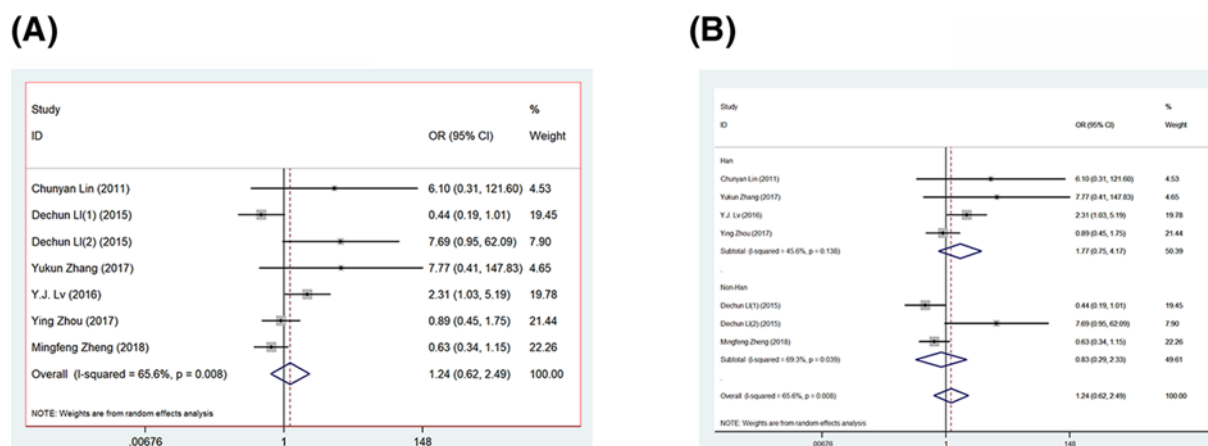 (A)
Study %
ID OR (95% CI) Weight
Chunyan Lin (2011) 6.10 (0.31, 121.60) 4.53
Dechun LI(1) (2015) 0.44 (0.19, 1.01) 19.45
Dechun LI(2) (2015) 7.69 (0.95, 62.09) 7.90
Yukun Zhang (2017) 7.77 (0.41, 147.83) 4.65
Y.J. Lv (2016) 2.31 (1.03, 5.19) 19.78
Ying Zhou (2017) 0.89 (0.45, 1.75) 21.44
Mingfeng Zheng (2018) 0.63 (0.34, 1.15) 22.26
Overall (I-squared = 65.6%, p = 0.008) 1.24 (0.62, 2.49) 100.00
NOTE: Weights are from random effects analysis
.00676 1 148
(B)
Study %
ID OR (95% CI) Weight
Han
Chunyan Lin (2011) 6.10 (0.31, 121.60) 4.53
Yukun Zhang (2017) 7.77 (0.41, 147.83) 4.65
Y.J. Lv (2016) 2.31 (1.03, 5.19) 19.78
Ying Zhou (2017) 0.89 (0.45, 1.75) 21.44
Subtotal (I-squared = 45.6%, p = 0.138) 1.77 (0.75, 4.17) 50.39
.
Non-Han
Dechun LI(1) (2015) 0.44 (0.19, 1.01) 19.45
Dechun LI(2) (2015) 7.69 (0.95, 62.09) 7.90
Mingfeng Zheng (2018) 0.63 (0.34, 1.15) 22.26
Subtotal (I-squared = 69.3%, p = 0.039) 0.83 (0.29, 2.33) 49.61
.
Overall (I-squared = 65.6%, p = 0.008) 1.24 (0.62, 2.49) 100.00
NOTE: Weights are from random effects analysis
.00676 1 148